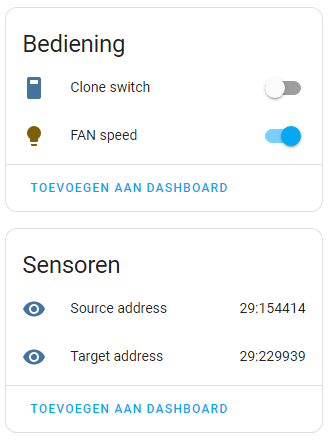 Bediening
Clone switch
FAN speed
TOEVOEGEN AAN DASHBOARD
Sensoren
Source address 29:154414
Target address 29:229939
TOEVOEGEN AAN DASHBOARD